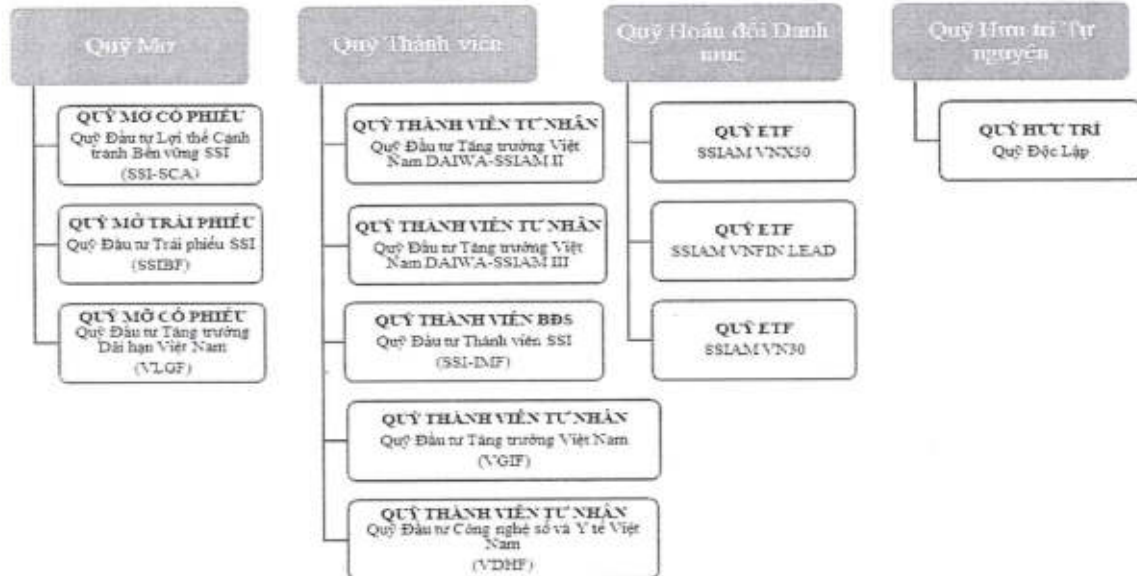 Quỹ Mở
QUỸ MỞ CỔ PHIẾU
Quỹ Đầu tư Lợi thế Cạnh
tranh Bền vững SSI
(SSI-SCA)
QUỸ MỞ TRÁI PHIẾU
Quỹ Đầu tư Trái phiếu SSI
(SSIBF)
QUỸ MỞ CỔ PHIẾU
Quỹ Đầu tư Tăng trưởng
Dài hạn Việt Nam
(VLGF)
Quỹ Thành viên
QUỸ THÀNH VIÊN TƯ NHÂN
Quỹ Đầu tư Tăng trưởng Việt
Nam DAIWA-SSIAM II
QUỸ THÀNH VIÊN TƯ NHÂN
Quỹ Đầu tư Tăng trưởng Việt
Nam DAIWA-SSIAM III
QUỸ THÀNH VIÊN BĐS
Quỹ Đầu tư Thành viên SSI
(SSI-IMF)
QUỸ THÀNH VIÊN TƯ NHÂN
Quỹ Đầu tư Tăng trưởng Việt Nam
(VGIF)
QUỸ THÀNH VIÊN TƯ NHÂN
Quỹ Đầu tư Công nghệ số và Y tế Việt
Nam
(VDHF)
Quỹ Hoán đổi Danh
mục
QUỸ ETF
SSIAM VNX50
QUỸ ETF
SSIAM VNFIN LEAD
QUỸ ETF
SSIAM VN30
Quỹ Hưu trí Tự
nguyện
QUỸ HƯU TRÍ
Quỹ Độc Lập